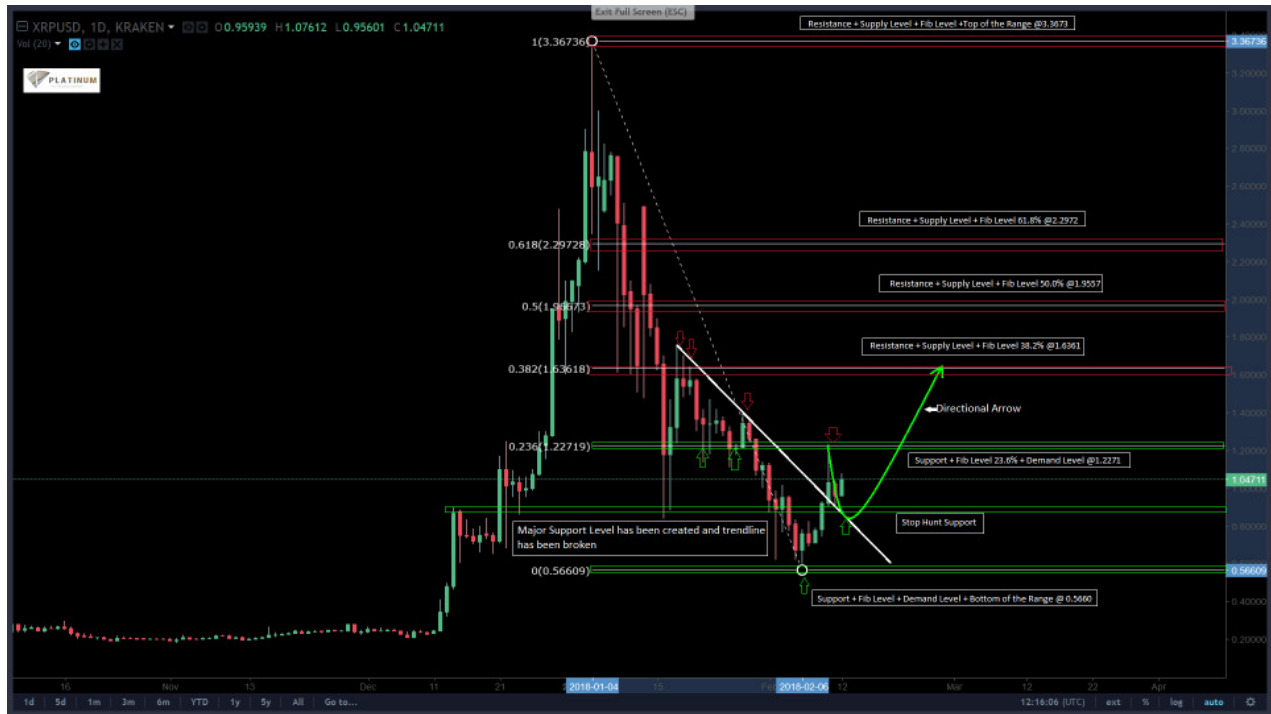 Exit Full Screen (ESC)
XRPUSD, 1D, KRAKEN O0.95939 H1.07612 L0.95601 C1.04711
Vol (20)
PLATINUM
Resistance + Supply Level + Fib Level +Top of the Range @3.3673
1(3.36736)
3.36736
3.20000
3.00000
2.80000
2.60000
Resistance + Supply Level + Fib Level 61.8% @2.2972
2.40000
0.618(2.29728)
2.20000
Resistance + Supply Level + Fib Level 50.0% @1.9557
2.00000
0.5(1.96673)
1.80000
Resistance + Supply Level + Fib Level 38.2% @1.6361
0.382(1.63618)
1.60000
Directional Arrow
1.40000
0.236(1.22719)
1.20000
Support + Fib Level 23.6% + Demand Level @1.2271
1.04711
1.00000
Major Support Level has been created and trendline
has been broken
Stop Hunt Support
0.80000
0(0.56609)
0.56609
Support + Fib Level + Demand Level + Bottom of the Range @ 0.5660
0.40000
0.20000
16 Nov 13 Dec 11 21 2018-01-04 15 Feb 2018-02-06 12 Mar 12 22 Apr
1d 5d 1m 3m 6m YTD 1y 5y All Go to... 12:16:06 (UTC) ext % log auto